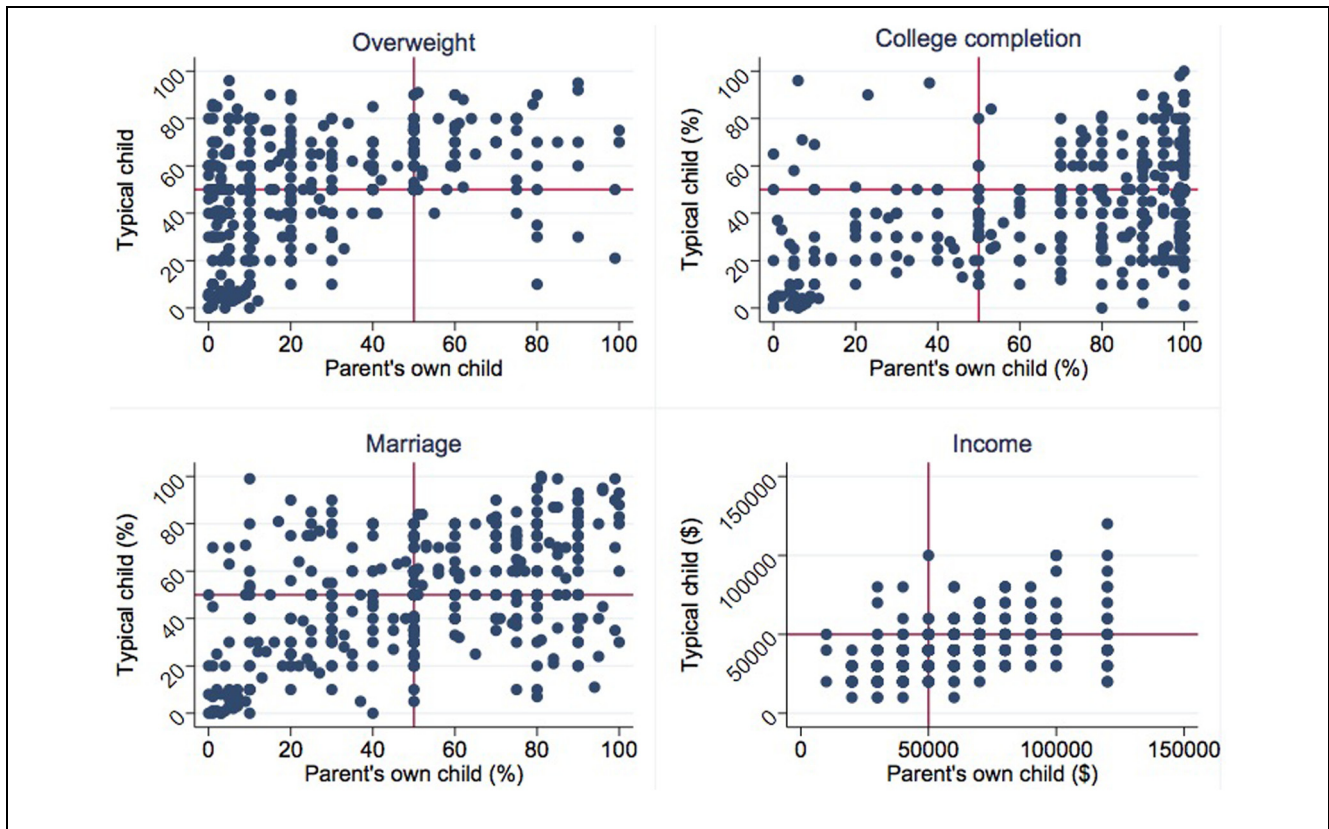 Overweight
Typical child
100
80
60
40
20
0
0 20 40 60 80 100
Parent's own child
College completion
Typical child (%)
100
80
60
40
20
0
0 20 40 60 80 100
Parent's own child (%)
Marriage
Typical child (%)
100
80
60
40
20
0
0 20 40 60 80 100
Parent's own child (%)
Income
Typical child ($)
150000
100000
50000
0
0 50000 100000 150000
Parent's own child ($)